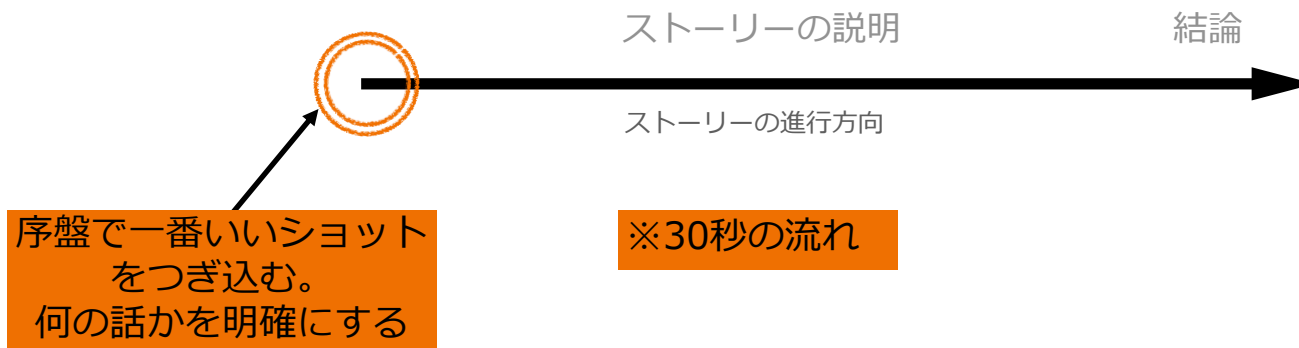 ストーリーの説明
結論
ストーリーの進行方向
序盤で一番いいショット
をつぎ込む。
何の話かを明確にする
※30秒の流れ